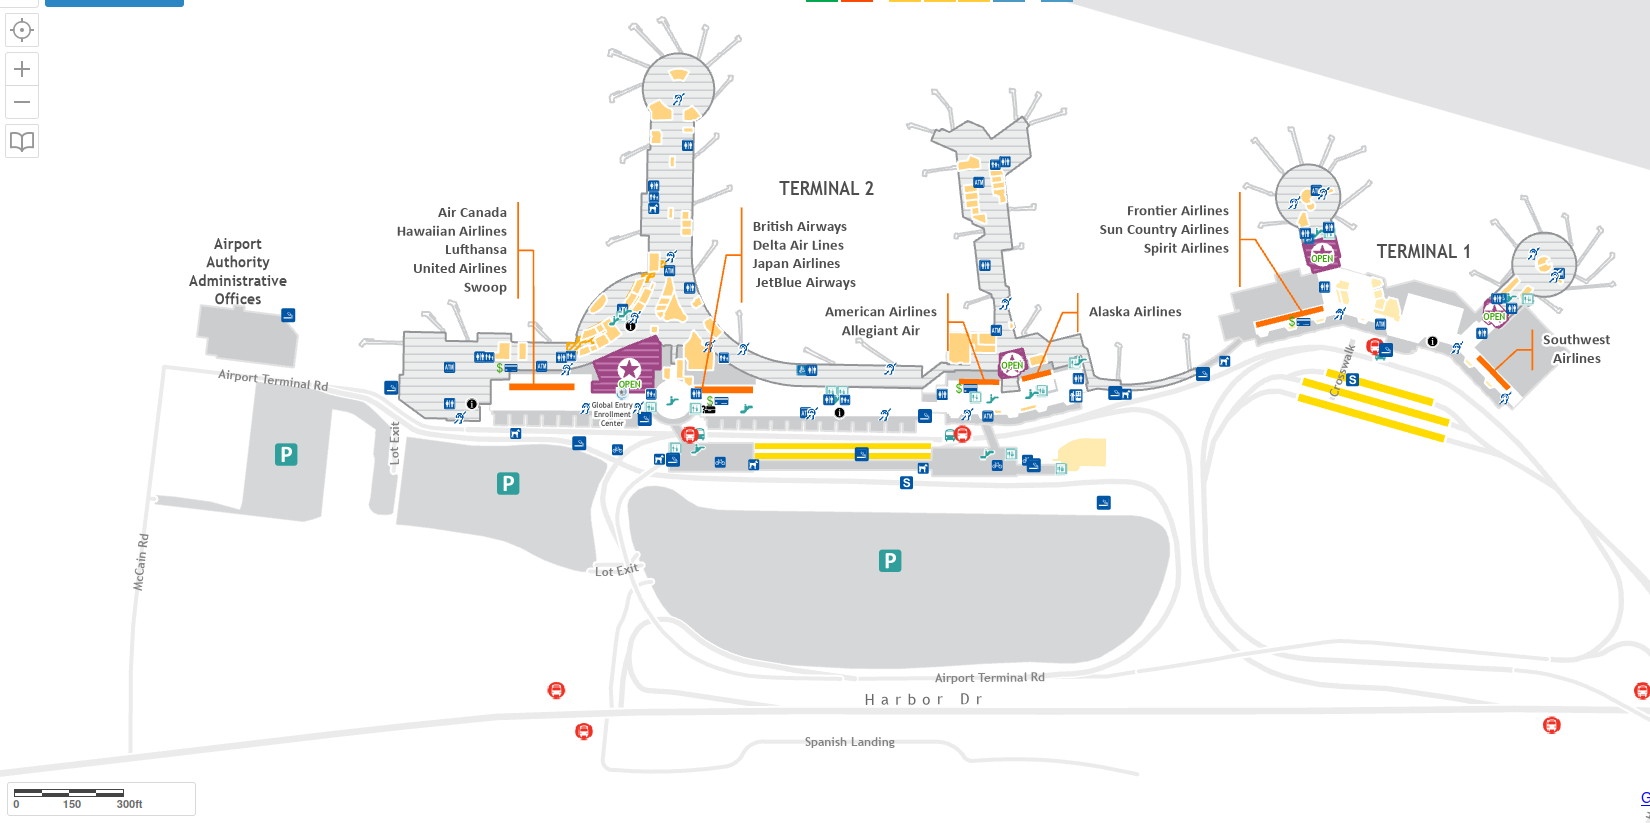 TERMINAL 2
Air Canada
Hawaiian Airlines
Lufthansa
United Airlines
Swoop
British Airways
Delta Air Lines
Japan Airlines
JetBlue Airways
American Airlines
Allegiant Air
Alaska Airlines
Frontier Airlines
Sun Country Airlines
Spirit Airlines
TERMINAL 1
Southwest
Airlines
Airport
Authority
Administrative
Offices
OPEN
OPEN
OPEN
OPEN
Global Entry
Enrollment
Center
Airport Terminal Rd
Lot Exit
McCain Rd
Lot Exit
Crosswalk
P
P
P
S
S
ATM
ATM
ATM
ATM
ATM
ATM
ATM
ATM
$
$
$
$
Airport Terminal Rd
Harbor Dr
Spanish Landing
0 150 300ft
G